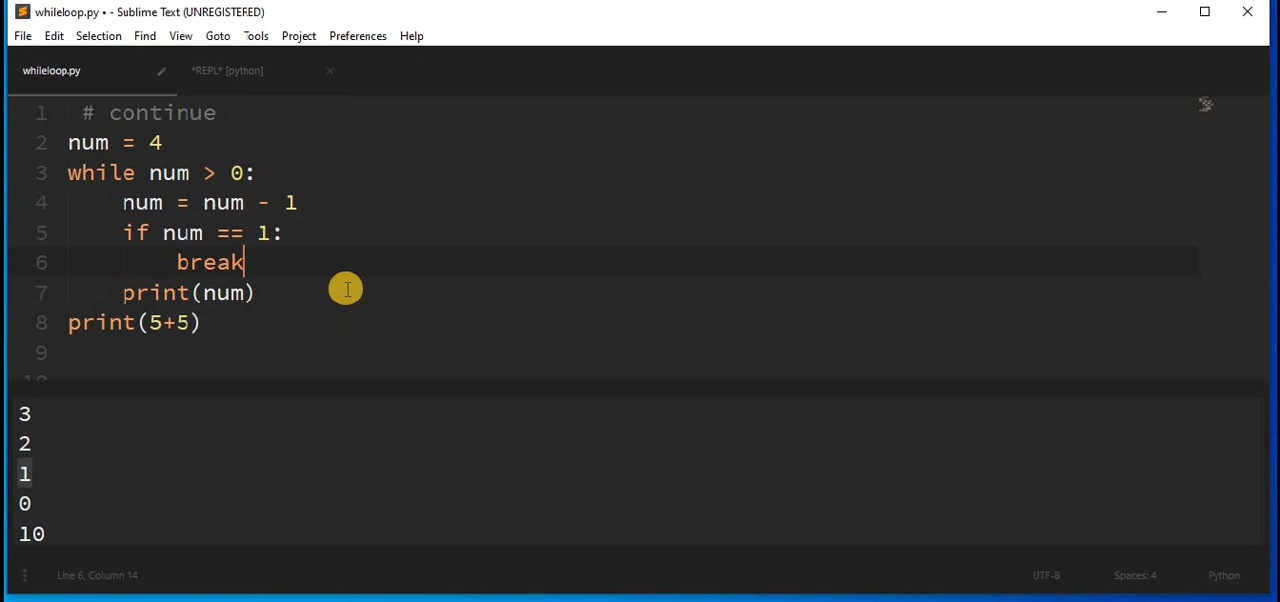 whileloop.py • - Sublime Text (UNREGISTERED)
File Edit Selection Find View Goto Tools Project Preferences Help
whileloop.py *REPL* [python]
1 # continue
2 num = 4
3 while num > 0:
4 num = num - 1
5 if num == 1:
6 break
7 print(num)
8 print(5+5)
9
10
3
2
1
0
10
Line 6, Column 14 UTF-8 Spaces: 4 Python